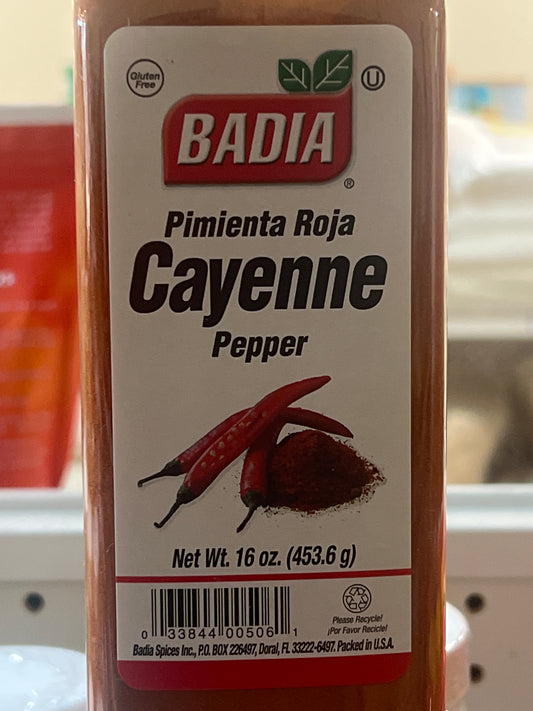 Gluten
Free
U
BADIA
®
Pimienta Roja
Cayenne
Pepper
Net Wt. 16 oz. (453.6 g)
0 33844 00506 1
Please Recycle!
¡Por Favor Recicle!
Badia Spices Inc., P.O. BOX 226497, Doral, FL 33222-6497. Packed in U.S.A.